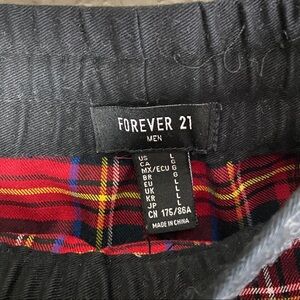 FOREVER 21
MEN
US L
CA G
MX/ECU G
BR G
EU L
UK L
KR L
JP L
CN 175/86A
MADE IN CHINA